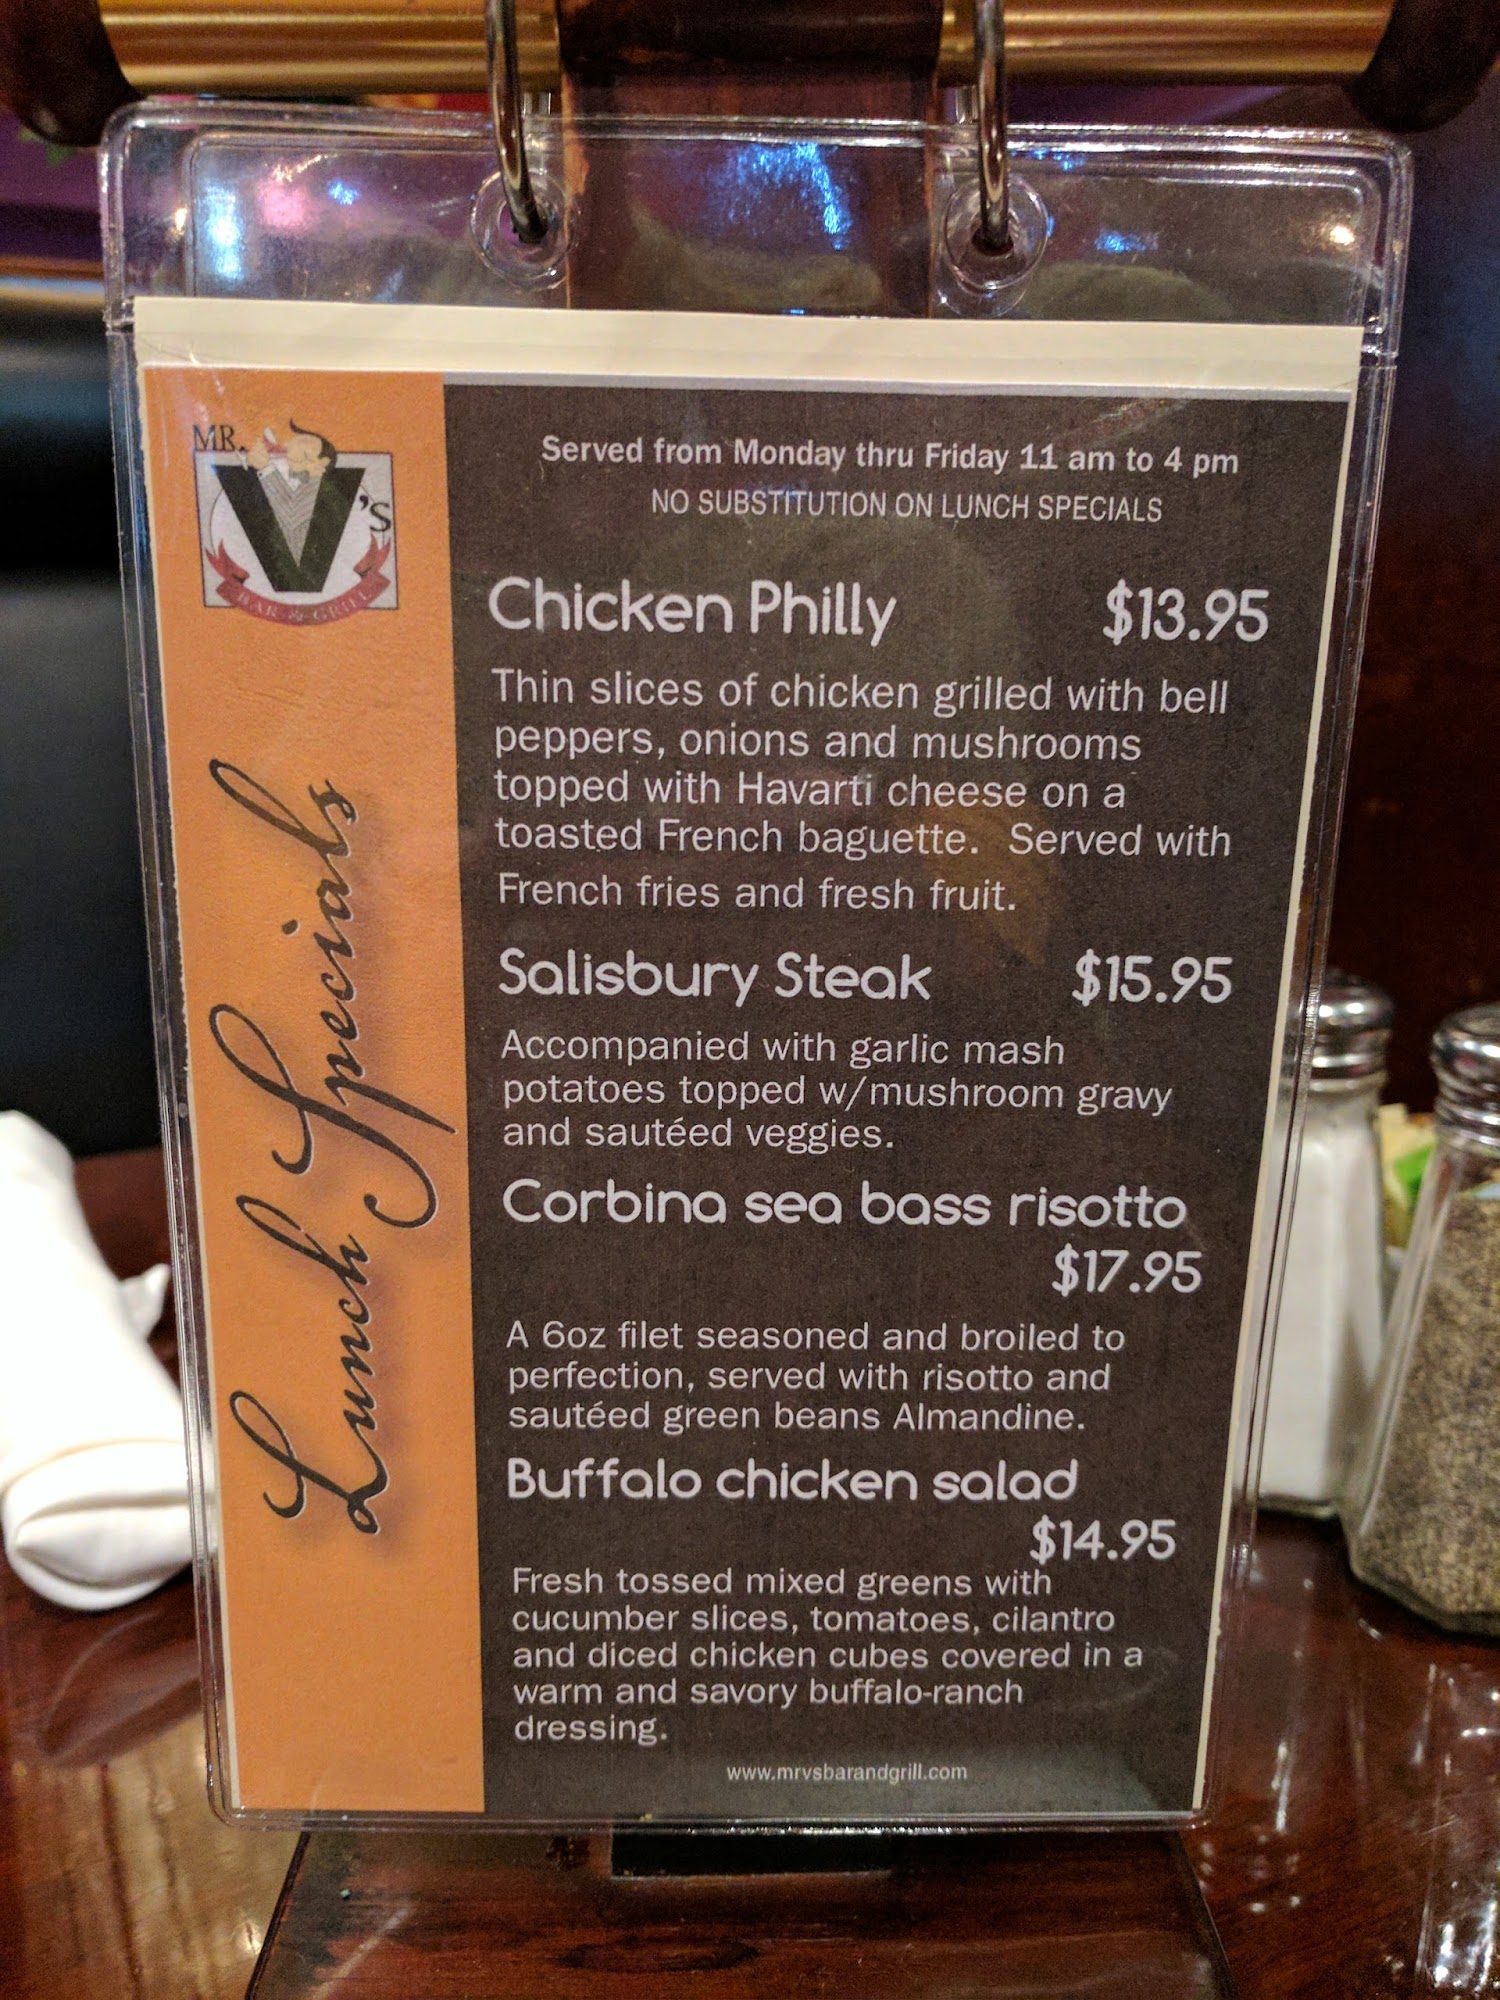 MR.
V'S
BAR & GRILL
Lunch Specials
Served from Monday thru Friday 11 am to 4 pm
NO SUBSTITUTION ON LUNCH SPECIALS
Chicken Philly $13.95
Thin slices of chicken grilled with bell
peppers, onions and mushrooms
topped with Havarti cheese on a
toasted French baguette. Served with
French fries and fresh fruit.
Salisbury Steak $15.95
Accompanied with garlic mash
potatoes topped w/mushroom gravy
and sautéed veggies.
Corbina sea bass risotto
$17.95
A 6oz filet seasoned and broiled to
perfection, served with risotto and
sautéed green beans Almandine.
Buffalo chicken salad
$14.95
Fresh tossed mixed greens with
cucumber slices, tomatoes, cilantro
and diced chicken cubes covered in a
warm and savory buffalo-ranch
dressing.
www.mrvsbarandgrill.com